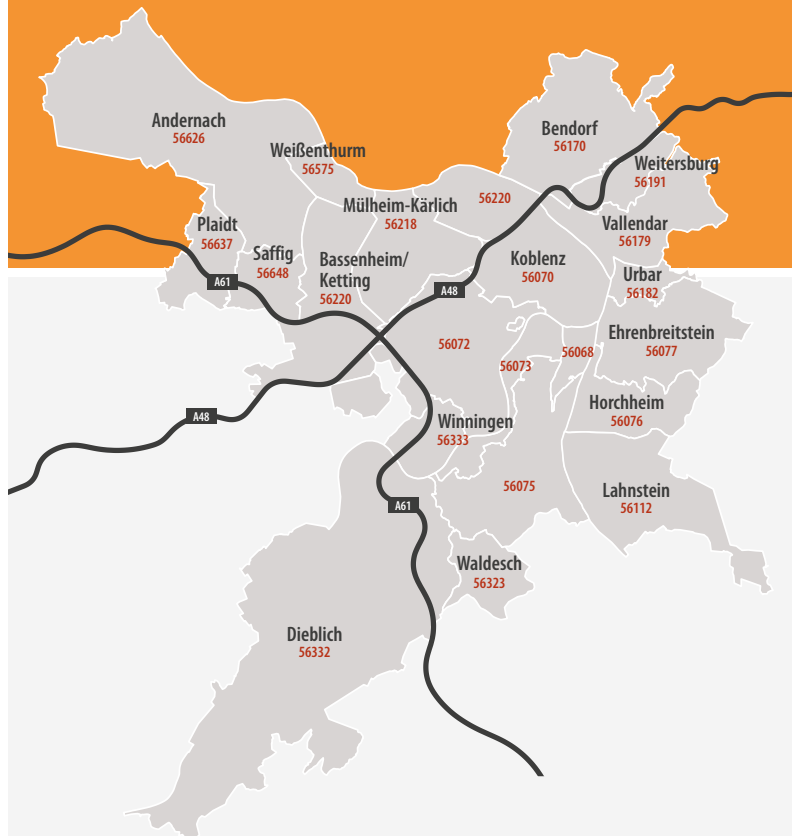 Andernach
56626
Bendorf
56170
Weißenthurm
56575
Weitersburg
56191
Mülheim-Kärlich
56218
56220
Plaidt
56637
Vallendar
56179
Saffig
56648
Bassenheim/
Ketting
56220
Koblenz
56070
Urbar
56182
A61
A48
Ehrenbreitstein
56077
56072
56073
56068
Horchheim
56076
A48
Winningen
56333
56075
Lahnstein
56112
A61
Waldesch
56323
Dieblich
56332